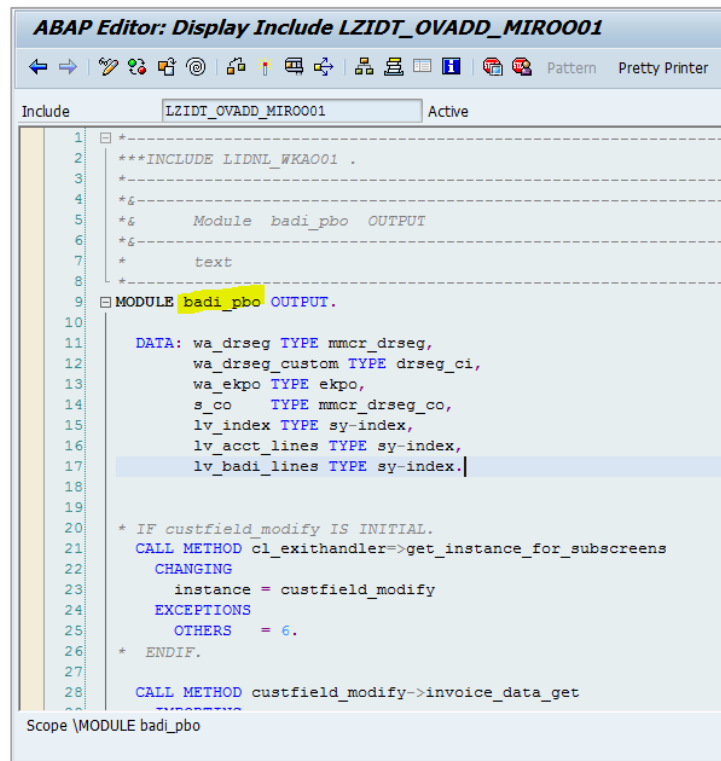 ABAP Editor: Display Include LZIDT_OVADD_MIROO01
Pattern Pretty Printer
Include LZIDT_OVADD_MIROO01 Active
1 *--------------------------------------------------------------
2 ***INCLUDE LIDNL_WKAO01 .
3 *--------------------------------------------------------------
4 *&-------------------------------------------------------------
5 *& Module badi_pbo OUTPUT
6 *&-------------------------------------------------------------
7 * text
8 *--------------------------------------------------------------
9 MODULE badi_pbo OUTPUT.
10
11 DATA: wa_drseg TYPE mmcr_drseg,
12 wa_drseg_custom TYPE drseg_ci,
13 wa_ekpo TYPE ekpo,
14 s_co TYPE mmcr_drseg_co,
15 lv_index TYPE sy-index,
16 lv_acct_lines TYPE sy-index,
17 lv_badi_lines TYPE sy-index.
18
19
20 * IF custfield_modify IS INITIAL.
21 CALL METHOD cl_exithandler=>get_instance_for_subscreens
22 CHANGING
23 instance = custfield_modify
24 EXCEPTIONS
25 OTHERS = 6.
26 * ENDIF.
27
28 CALL METHOD custfield_modify->invoice_data_get
Scope \MODULE badi_pbo